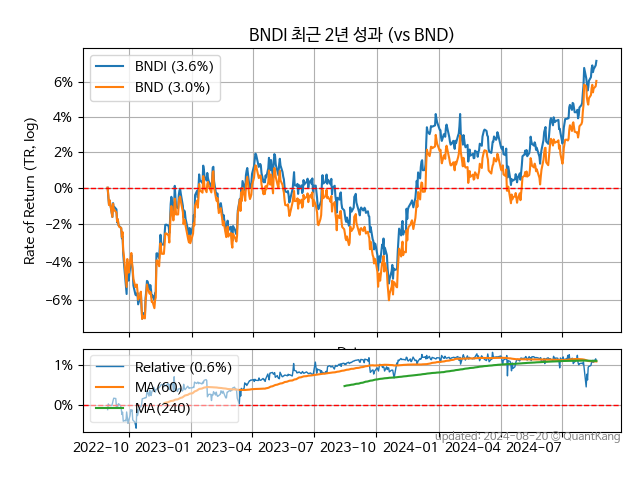 BNDI 최근 2년 성과 (vs BND)
BNDI (3.6%)
BND (3.0%)
6%
4%
2%
0%
−2%
−4%
−6%
Rate of Return (TR, log)
Relative (0.6%)
MA(60)
MA(240)
1%
0%
2022−10 2023−01 2023−04 2023−07 2023−10 2024−01 2024−04 2024−07
updated: 2024-08-20 © QuantKang